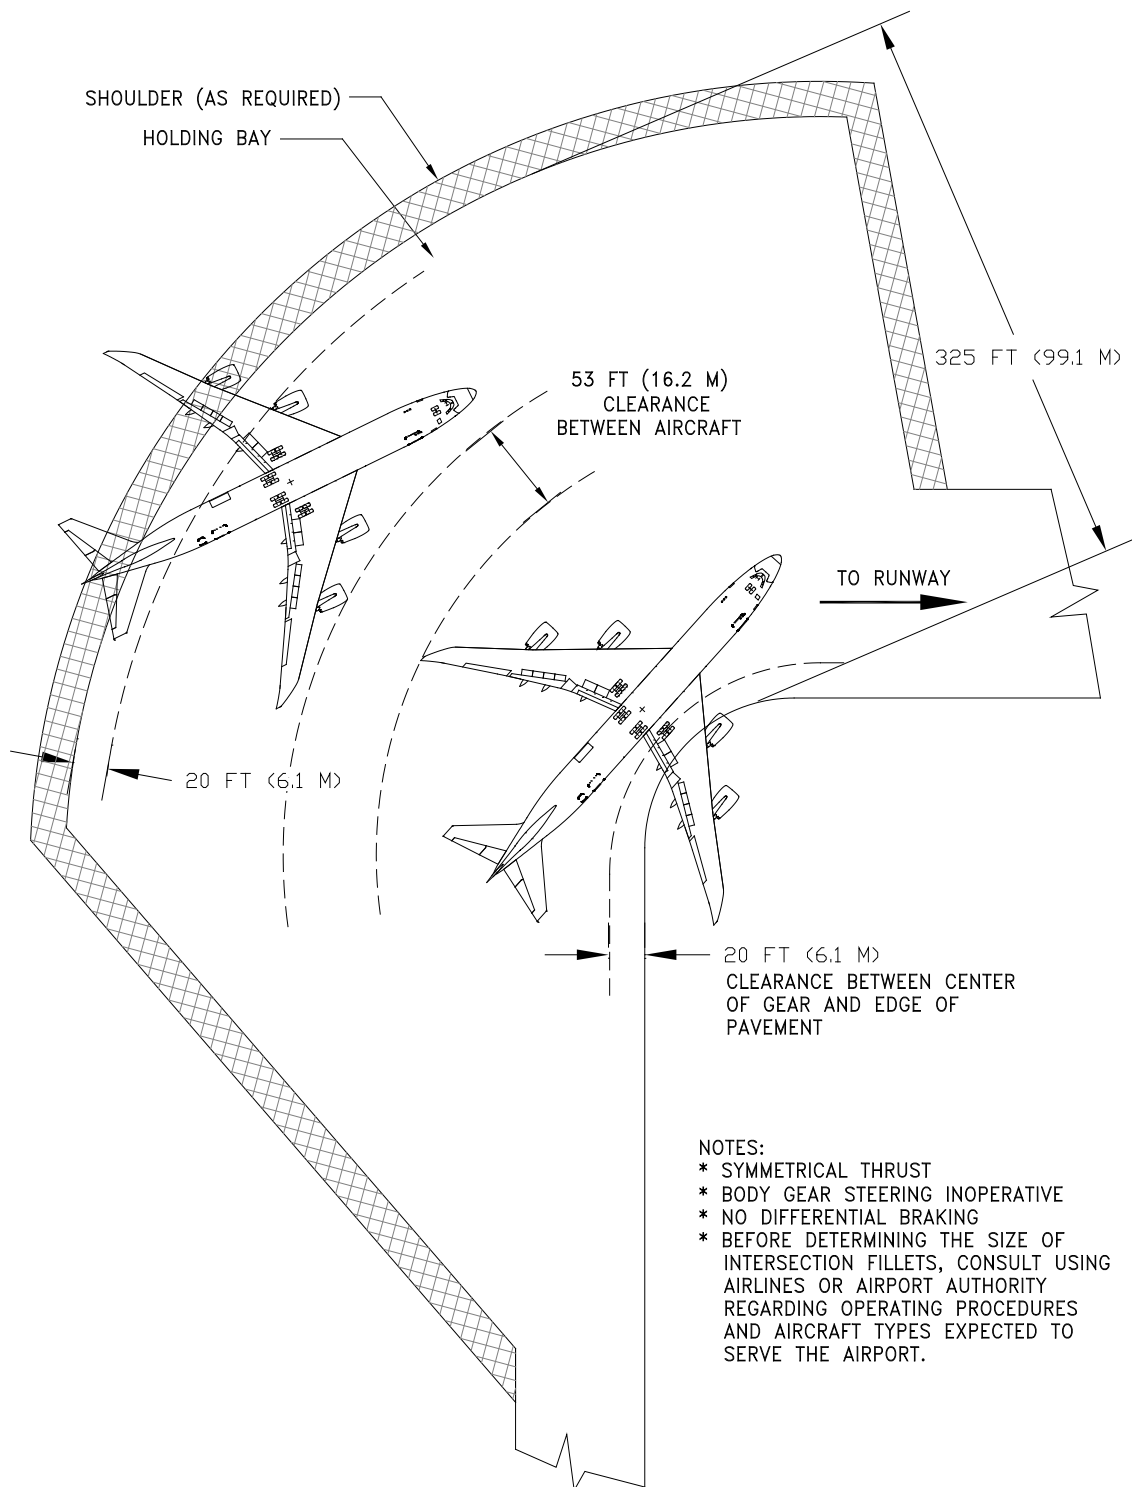 SHOULDER (AS REQUIRED)
HOLDING BAY
325 FT (99.1 M)
53 FT (16.2 M)
CLEARANCE
BETWEEN AIRCRAFT
TO RUNWAY
20 FT (6.1 M)
20 FT (6.1 M)
CLEARANCE BETWEEN CENTER
OF GEAR AND EDGE OF
PAVEMENT
NOTES:
* SYMMETRICAL THRUST
* BODY GEAR STEERING INOPERATIVE
* NO DIFFERENTIAL BRAKING
* BEFORE DETERMINING THE SIZE OF
INTERSECTION FILLETS, CONSULT USING
AIRLINES OR AIRPORT AUTHORITY
REGARDING OPERATING PROCEDURES
AND AIRCRAFT TYPES EXPECTED TO
SERVE THE AIRPORT.